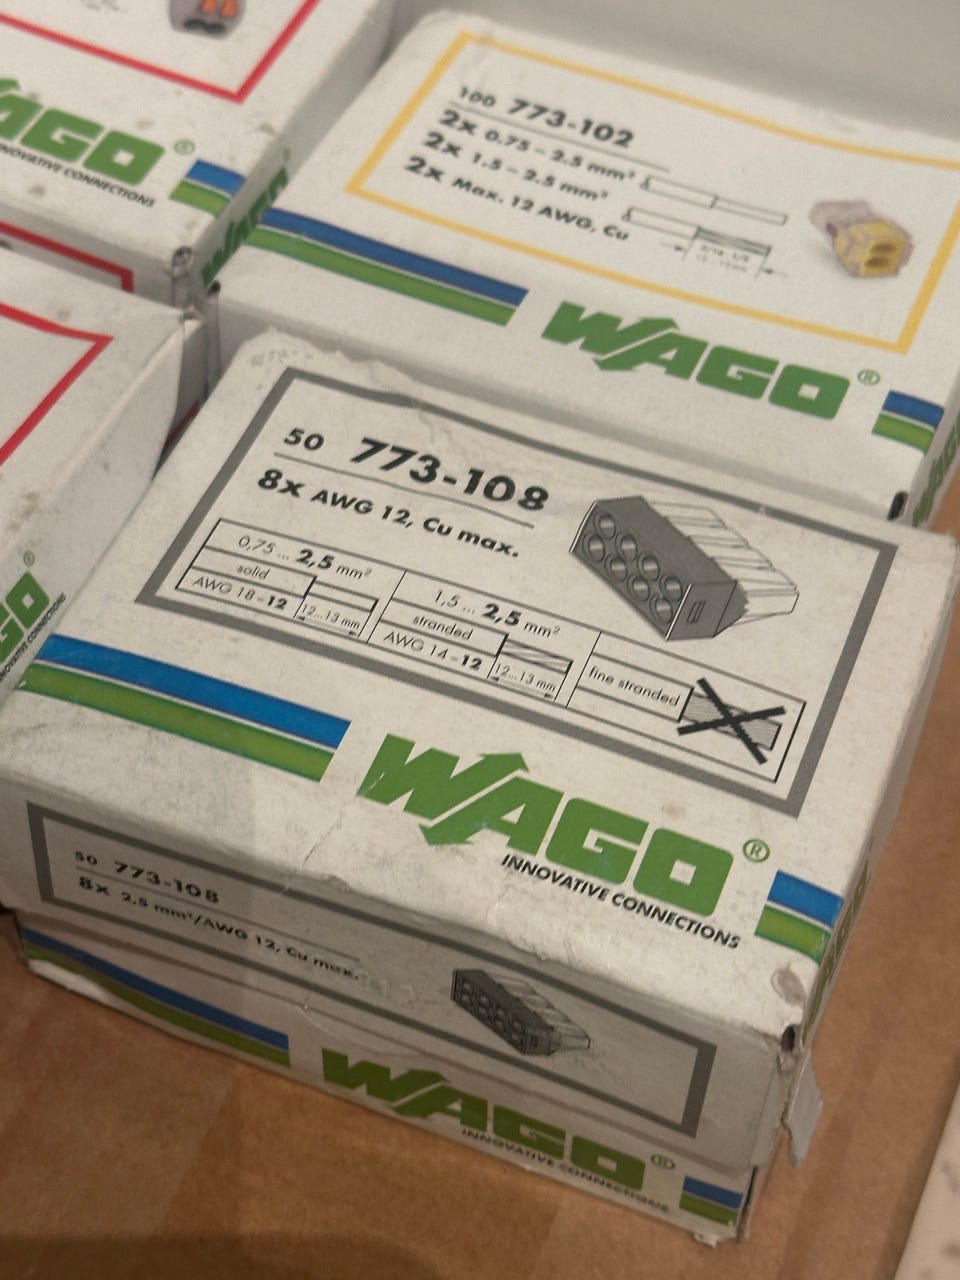 WAGO®
INNOVATIVE CONNECTIONS
100 773-102
2x 0.75 – 2.5 mm²
2x 1.5 – 2.5 mm²
2x Max. 12 AWG, Cu
WAGO®
50 773-108
8x AWG 12, Cu max.
0,75 ... 2,5 mm²
solid
AWG 18-12
12...13 mm
1,5 ... 2,5 mm²
stranded
AWG 14-12
12...13 mm
fine stranded
WAGO®
INNOVATIVE CONNECTIONS
50 773-108
8x 2,5 mm²/AWG 12, Cu max.
WAGO®
INNOVATIVE CONNECTIONS